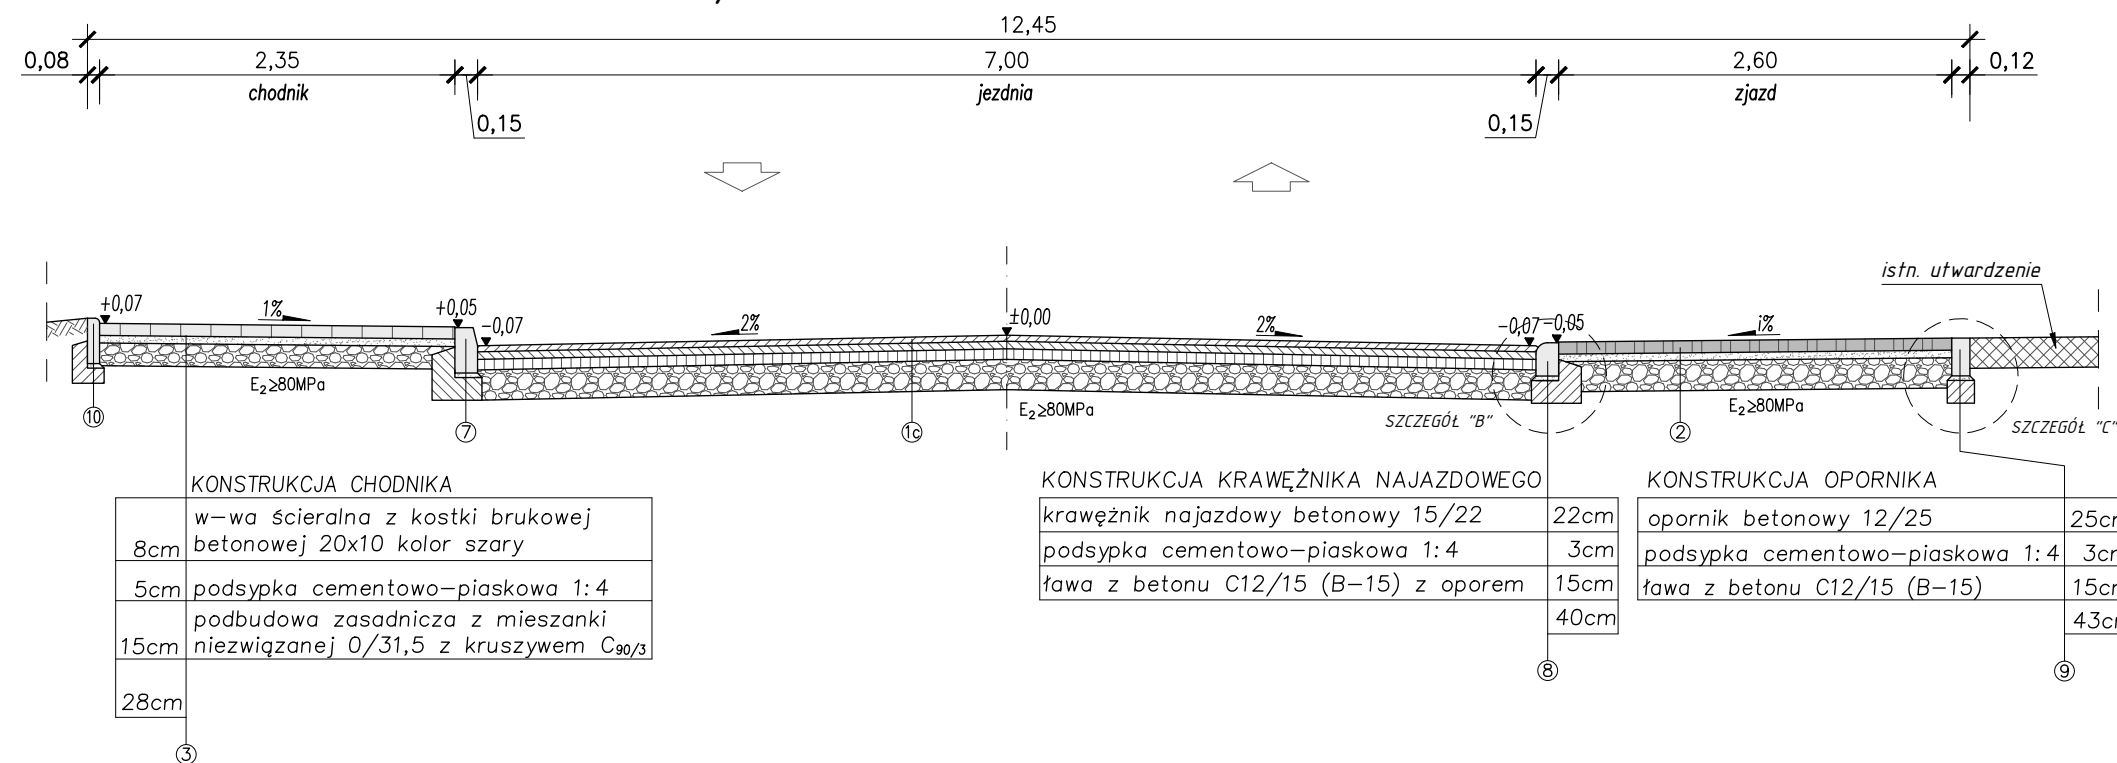 12,45
0,08 2,35 7,00 2,60 0,12
chodnik jezdnia zjazd
0,15 0,15
istn. utwardzenie
+0,07 1% +0,05 -0,07 2% ±0,00 2% -0,07 -0,05 i%
E2≥80MPa E2≥80MPa E2≥80MPa
SZCZEGÓŁ "B" SZCZEGÓŁ "C"
10 7 1c 2
KONSTRUKCJA CHODNIKA
w-wa ścieralna z kostki brukowej
8cm betonowej 20x10 kolor szary
5cm podsypka cementowo-piaskowa 1:4
podbudowa zasadnicza z mieszanki
15cm niezwiązanej 0/31,5 z kruszywem C90/3
28cm
3
KONSTRUKCJA KRAWĘŻNIKA NAJAZDOWEGO
krawężnik najazdowy betonowy 15/22 22cm
podsypka cementowo-piaskowa 1:4 3cm
ława z betonu C12/15 (B-15) z oporem 15cm
40cm
8
KONSTRUKCJA OPORNIKA
opornik betonowy 12/25 25cm
podsypka cementowo-piaskowa 1:4 3cm
ława z betonu C12/15 (B-15) 15cm
43cm
9